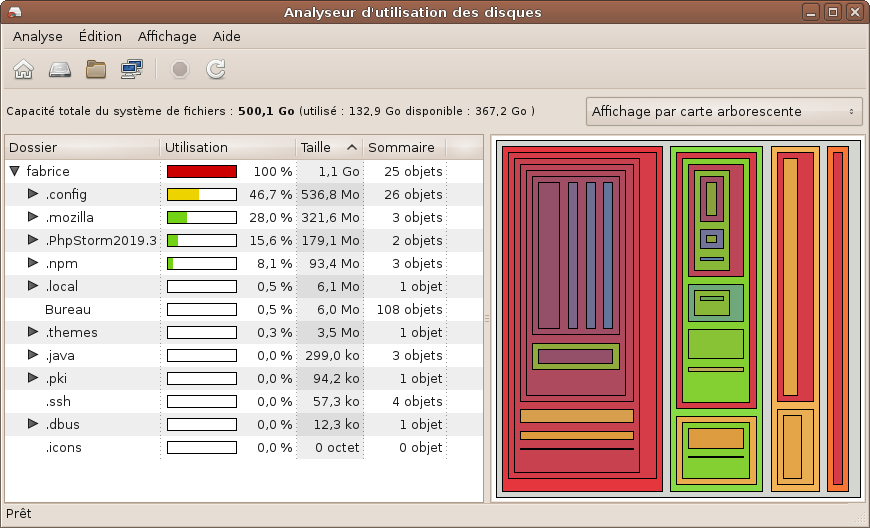 Analyseur d'utilisation des disques
Analyse Édition Affichage Aide
Capacité totale du système de fichiers : 500,1 Go (utilisé : 132,9 Go disponible : 367,2 Go )
Affichage par carte arborescente
Dossier Utilisation Taille Sommaire
fabrice 100 % 1,1 Go 25 objets
.config 46,7 % 536,8 Mo 26 objets
.mozilla 28,0 % 321,6 Mo 3 objets
.PhpStorm2019.3 15,6 % 179,1 Mo 2 objets
.npm 8,1 % 93,4 Mo 3 objets
.local 0,5 % 6,1 Mo 1 objet
Bureau 0,5 % 6,0 Mo 108 objets
.themes 0,3 % 3,5 Mo 1 objet
.java 0,0 % 299,0 ko 3 objets
.pki 0,0 % 94,2 ko 1 objet
.ssh 0,0 % 57,3 ko 4 objets
.dbus 0,0 % 12,3 ko 1 objet
.icons 0,0 % 0 octet 0 objet
Prêt